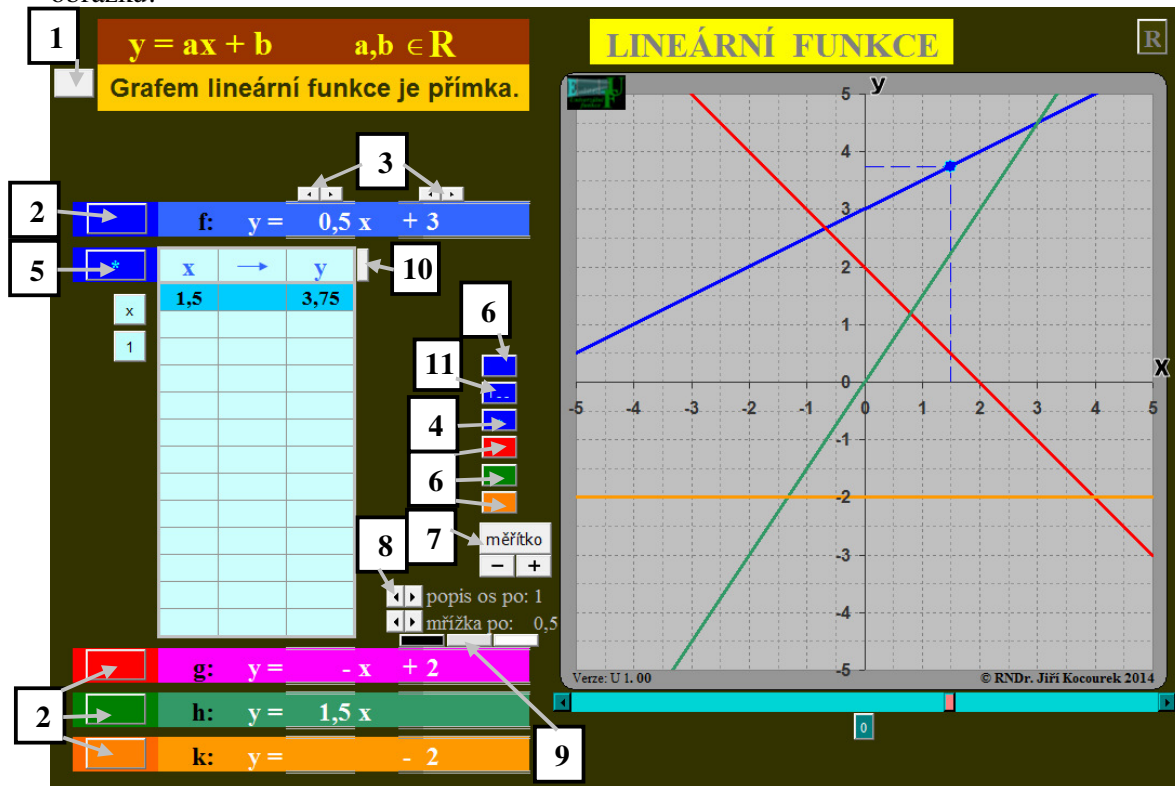 obrázku:
1
y = ax + b a,b ∈ R
LINEÁRNÍ FUNKCE
R
Grafem lineární funkce je přímka.
3
2
f: y = 0,5 x + 3
5
*
x → y
10
x
1,5 3,75
1
6
11
4
6
8
7
měřítko
− +
popis os po: 1
mřížka po: 0,5
2
g: y = - x + 2
h: y = 1,5 x
k: y = - 2
9
y
5
4
3
2
1
0
-1
-2
-3
-4
-5
-5 -4 -3 -2 -1 0 1 2 3 4 5
x
Verze: U 1. 00
© RNDr. Jiří Kocourek 2014
0